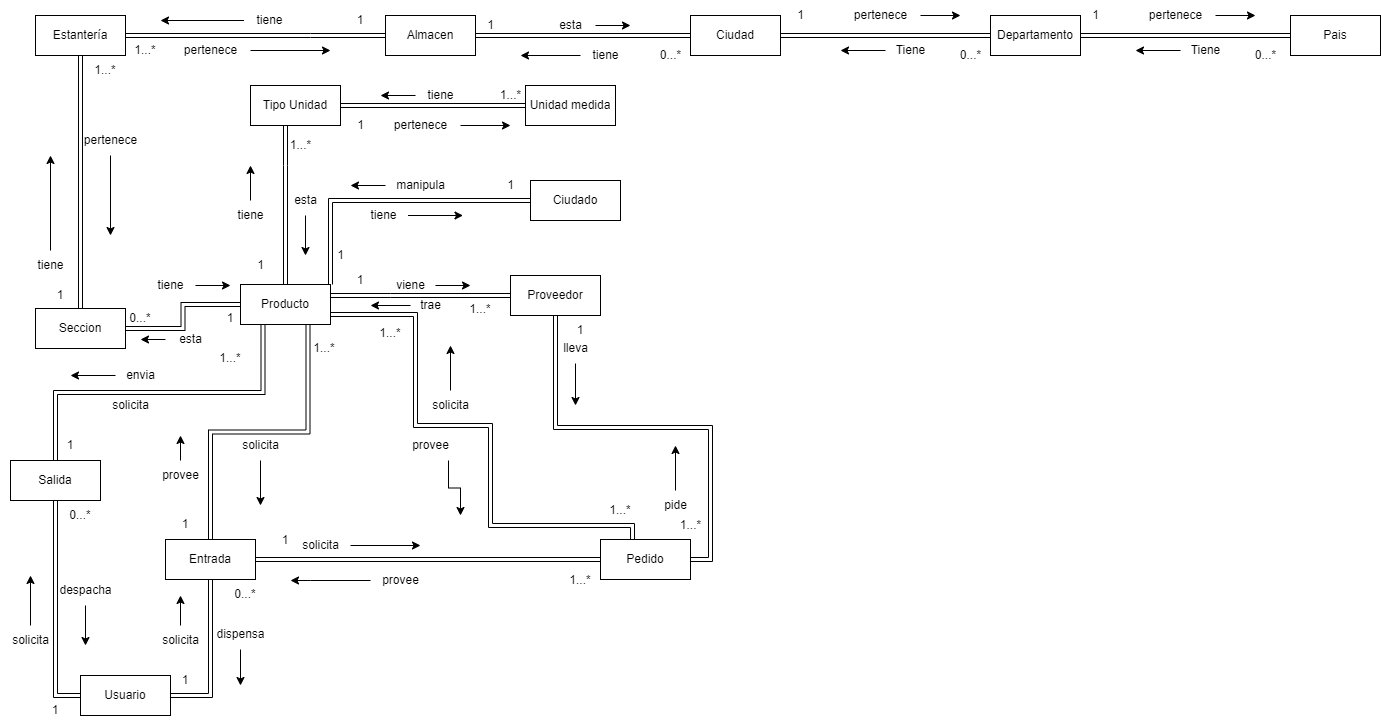 tiene
1
1
esta
1
pertenece
1
pertenece
Estantería
Almacen
Ciudad
Departamento
Pais
1...*
pertenece
tiene
0...*
Tiene
0...*
Tiene
0...*
1...*
tiene
1...*
Tipo Unidad
Unidad medida
1
pertenece
pertenece
1...*
manipula
1
tiene
esta
tiene
Ciudado
1
tiene
1
1
tiene
1
viene
Proveedor
1
Producto
trae
1...*
0...*
1
Seccion
esta
1...*
1
1...*
1...*
lleva
envia
solicita
solicita
1
solicita
provee
Salida
provee
pide
0...*
1
1...*
1...*
1
solicita
Entrada
Pedido
provee
1...*
despacha
0...*
solicita
solicita
dispensa
1
Usuario
1